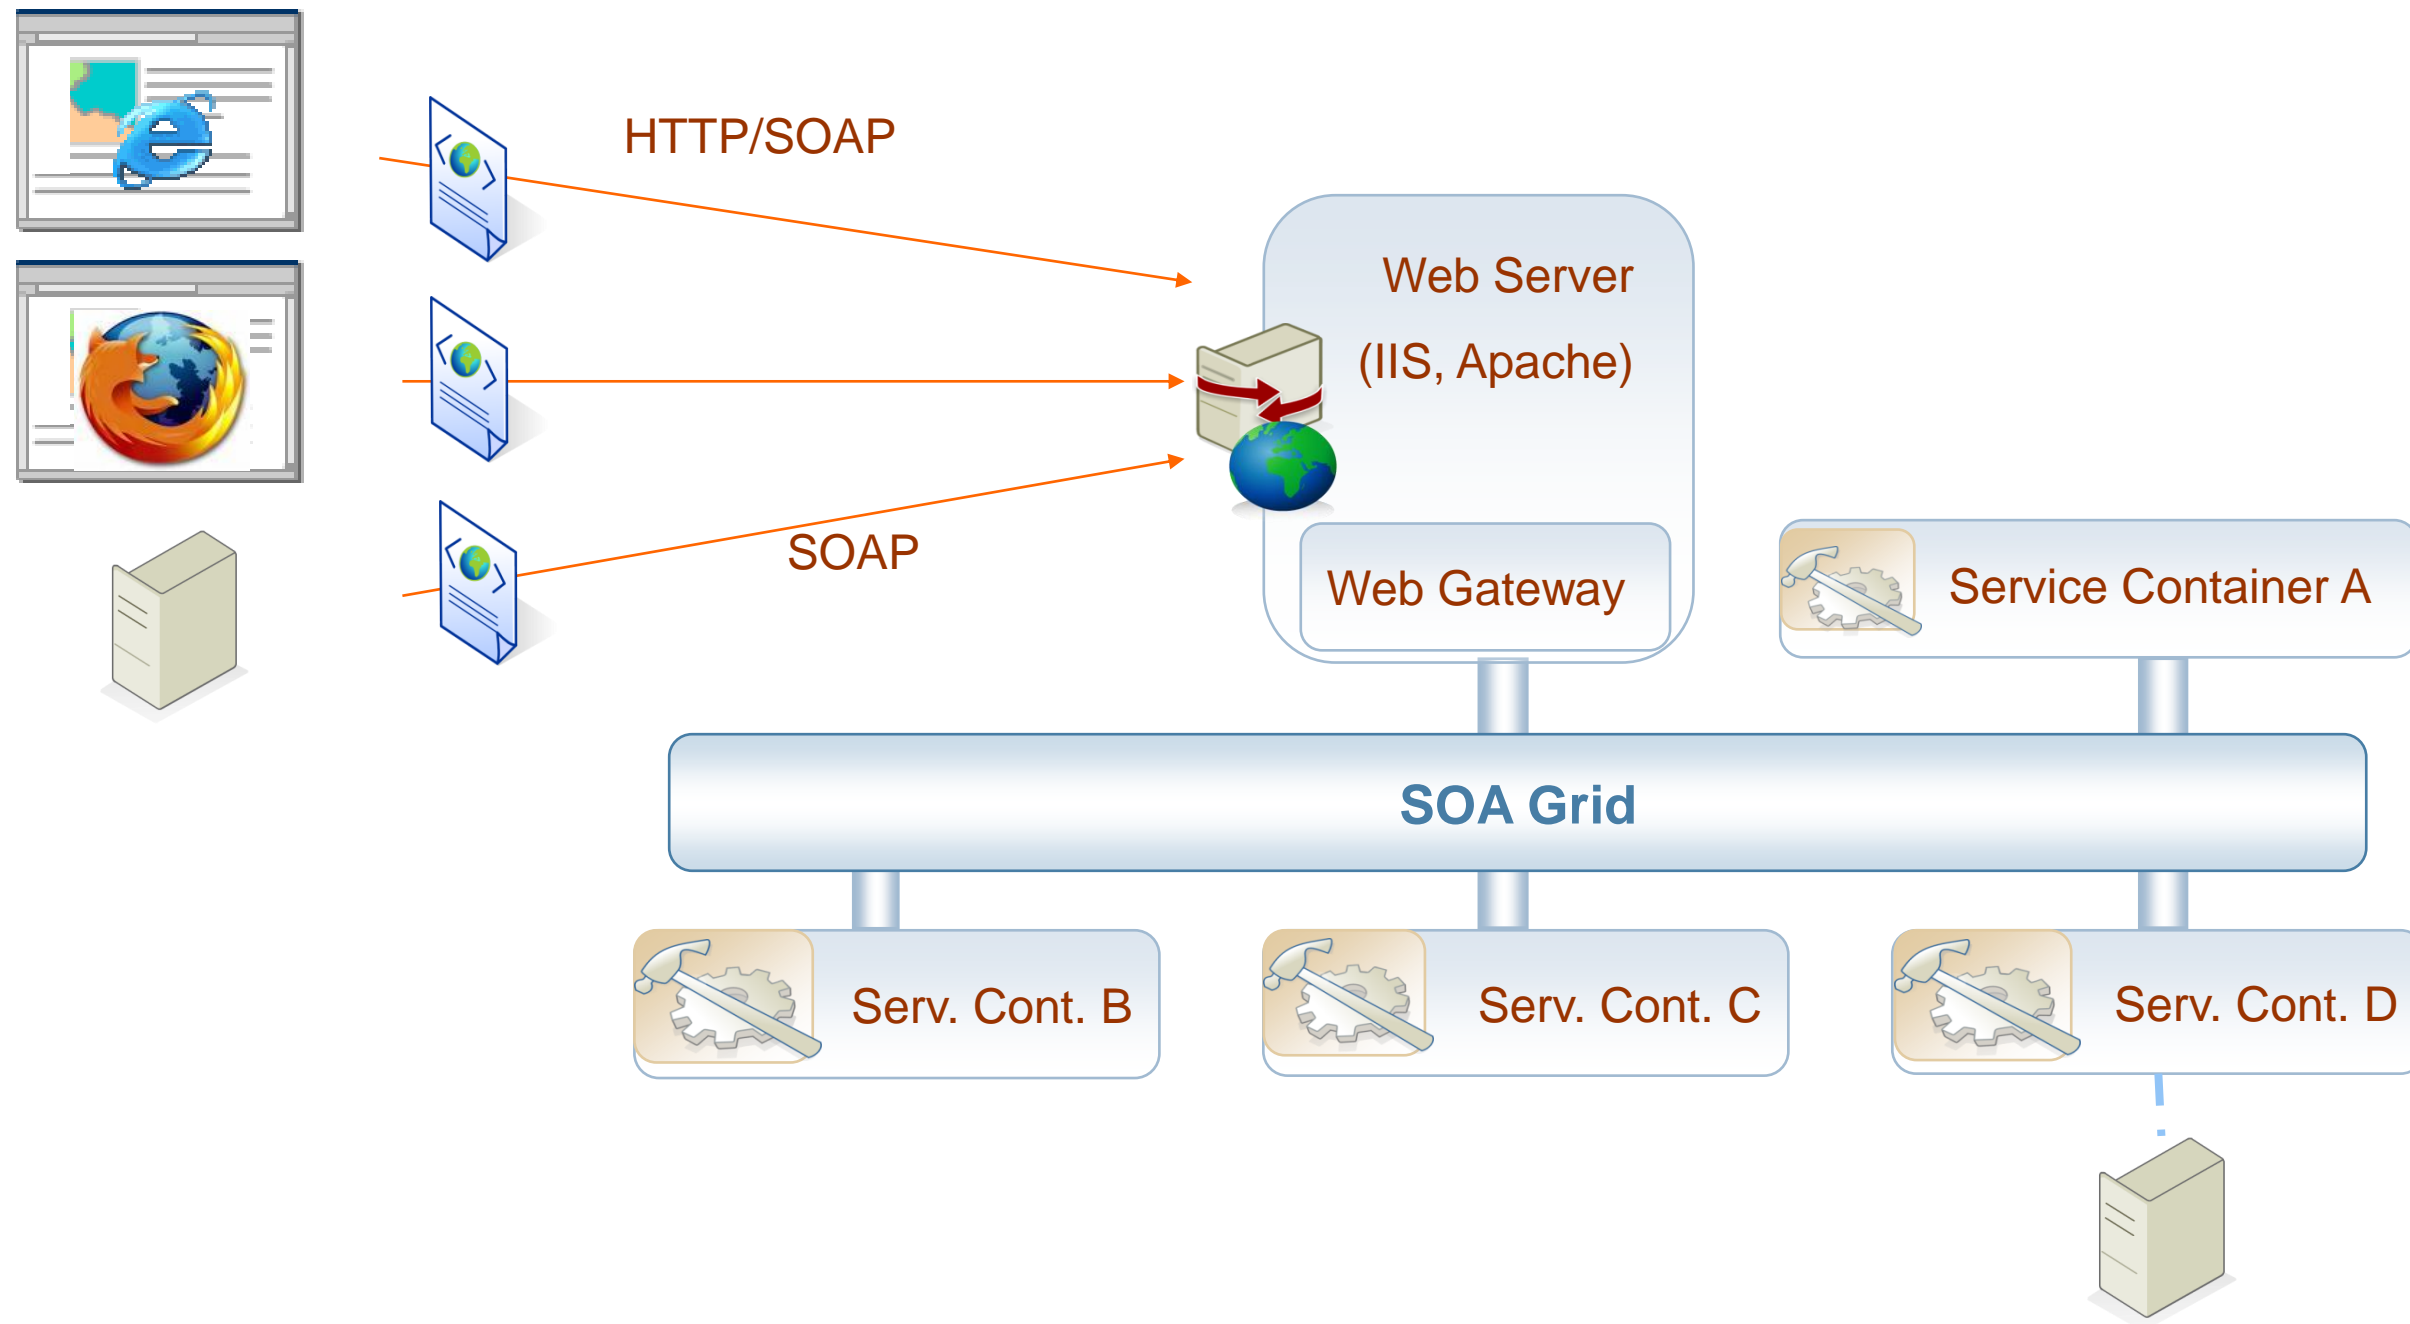 HTTP/SOAP
Web Server
(IIS, Apache)
SOAP
Web Gateway
Service Container A
SOA Grid
Serv. Cont. B
Serv. Cont. C
Serv. Cont. D